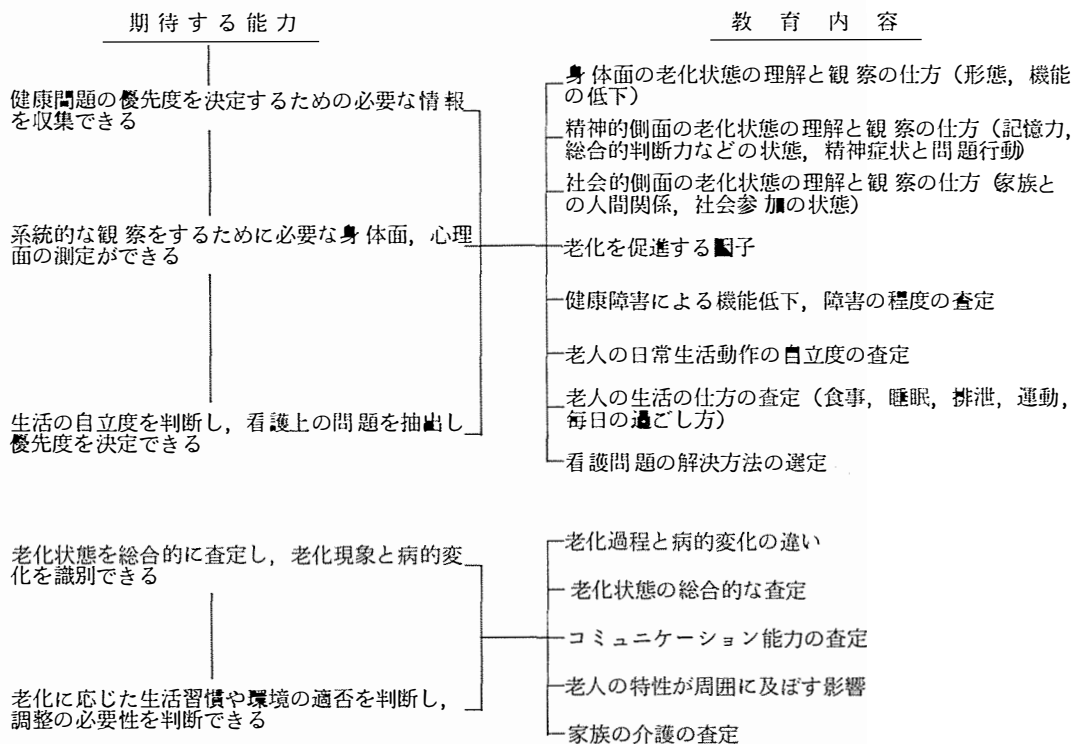 期待する能力
健康問題の優先度を決定するための必要な情報
を収集できる
系統的な観察をするために必要な身体面，心理
面の測定ができる
生活の自立度を判断し，看護上の問題を抽出し
優先度を決定できる
老化状態を総合的に査定し，老化現象と病的変
化を識別できる
老化に応じた生活習慣や環境の適否を判断し，
調整の必要性を判断できる
教育内容
身体面の老化状態の理解と観察の仕方（形態，機能
の低下）
精神的側面の老化状態の理解と観察の仕方（記憶力，
総合的判断力などの状態，精神症状と問題行動）
社会的側面の老化状態の理解と観察の仕方（家族と
の人間関係，社会参加の状態）
老化を促進する因子
健康障害による機能低下，障害の程度の査定
老人の日常生活動作の自立度の査定
老人の生活の仕方の査定（食事，睡眠，排泄，運動，
毎日の過ごし方）
看護問題の解決方法の選定
老化過程と病的変化の違い
老化状態の総合的な査定
コミュニケーション能力の査定
老人の特性が周囲に及ぼす影響
家族の介護の査定